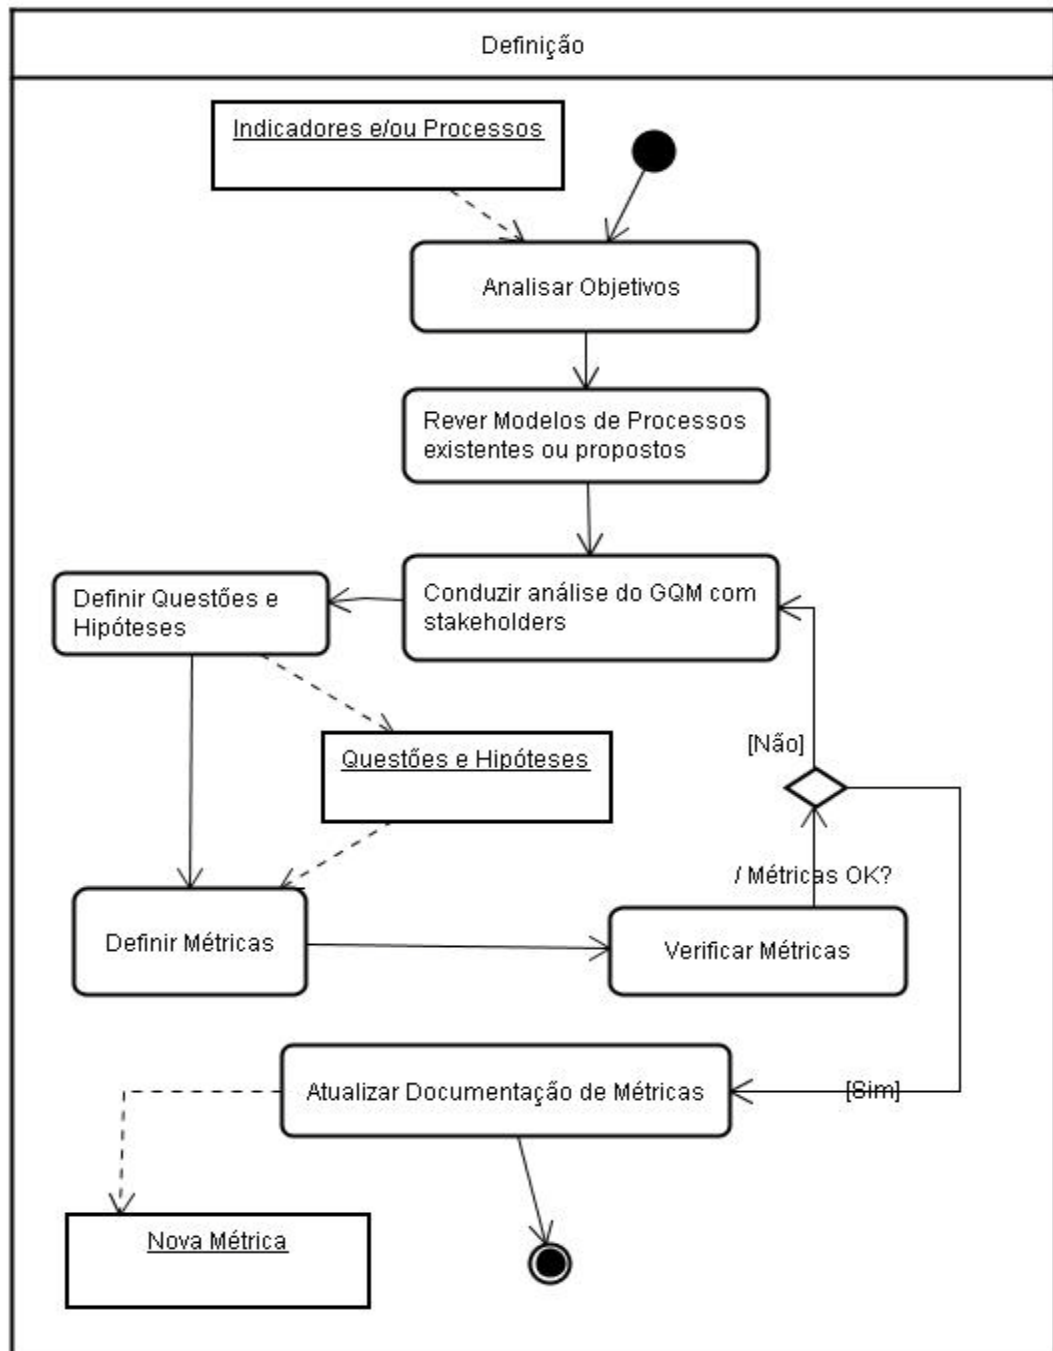 Definição
Indicadores e/ou Processos
Analisar Objetivos
Rever Modelos de Processos
existentes ou propostos
Conduzir análise do GQM com
stakeholders
Definir Questões e
Hipóteses
Questões e Hipóteses
[Não]
/ Métricas OK?
Definir Métricas
Verificar Métricas
Atualizar Documentação de Métricas
[Sim]
Nova Métrica